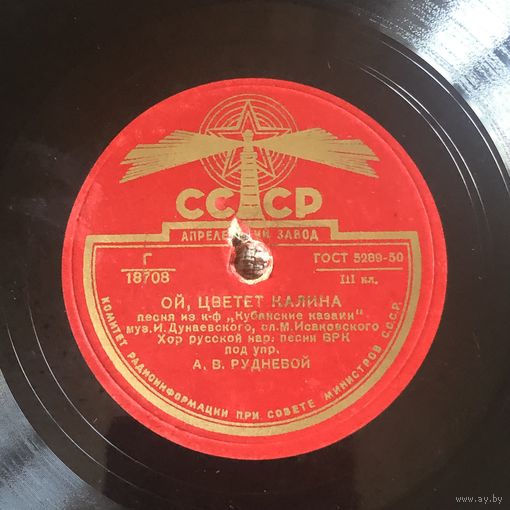 СССР
АПРЕЛЕВСКИЙ ЗАВОД
Г
18708
ГОСТ 5289-50
III кл.
ОЙ, ЦВЕТЕТ КАЛИНА
песня из к-ф „Кубанские казаки"
муз. И. Дунаевского, сл. М. Исаковского
Хор русской нар. песни ВРК
под упр.
А. В. РУДНЕВОЙ
КОМИТЕТ РАДИОИНФОРМАЦИИ ПРИ СОВЕТЕ МИНИСТРОВ С.С.С.Р.
www.ay.by